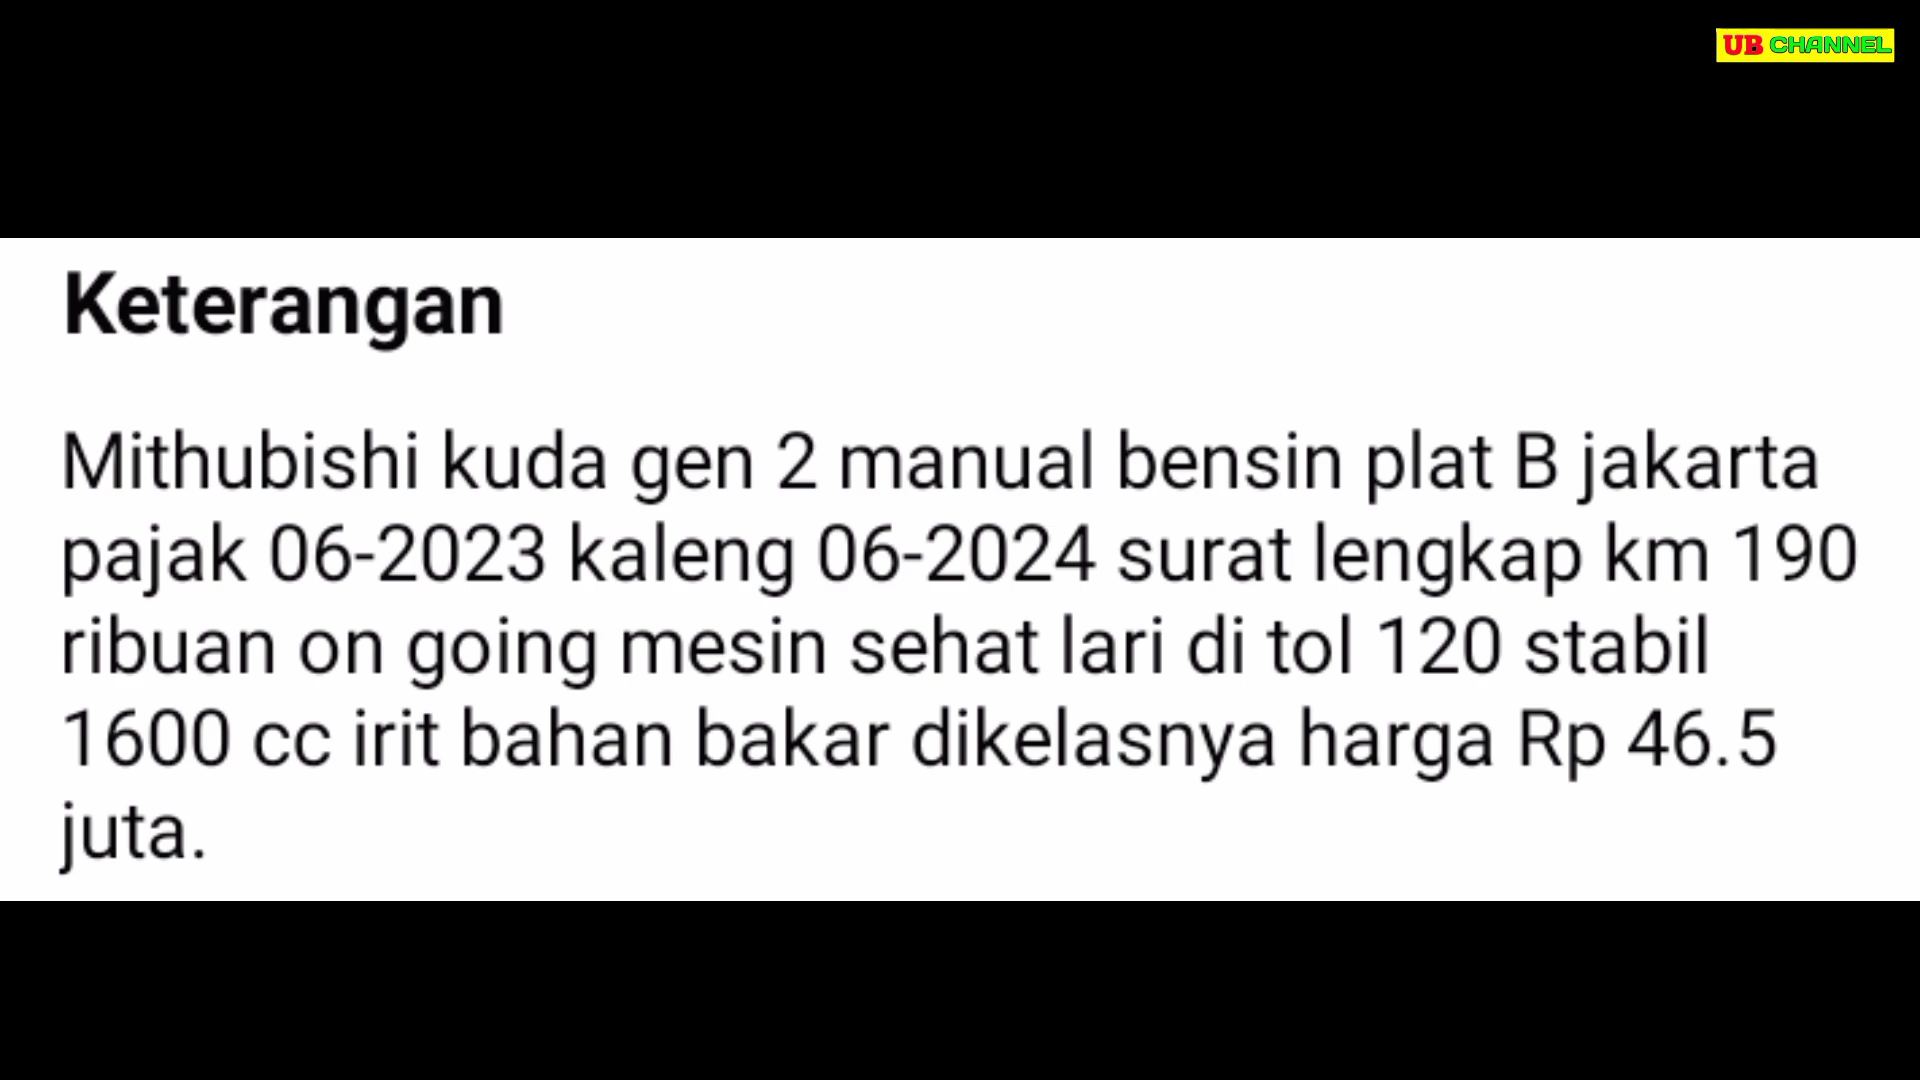 UB CHANNEL
Keterangan
Mithubishi kuda gen 2 manual bensin plat B jakarta
pajak 06-2023 kaleng 06-2024 surat lengkap km 190
ribuan on going mesin sehat lari di tol 120 stabil
1600 cc irit bahan bakar dikelasnya harga Rp 46.5
juta.